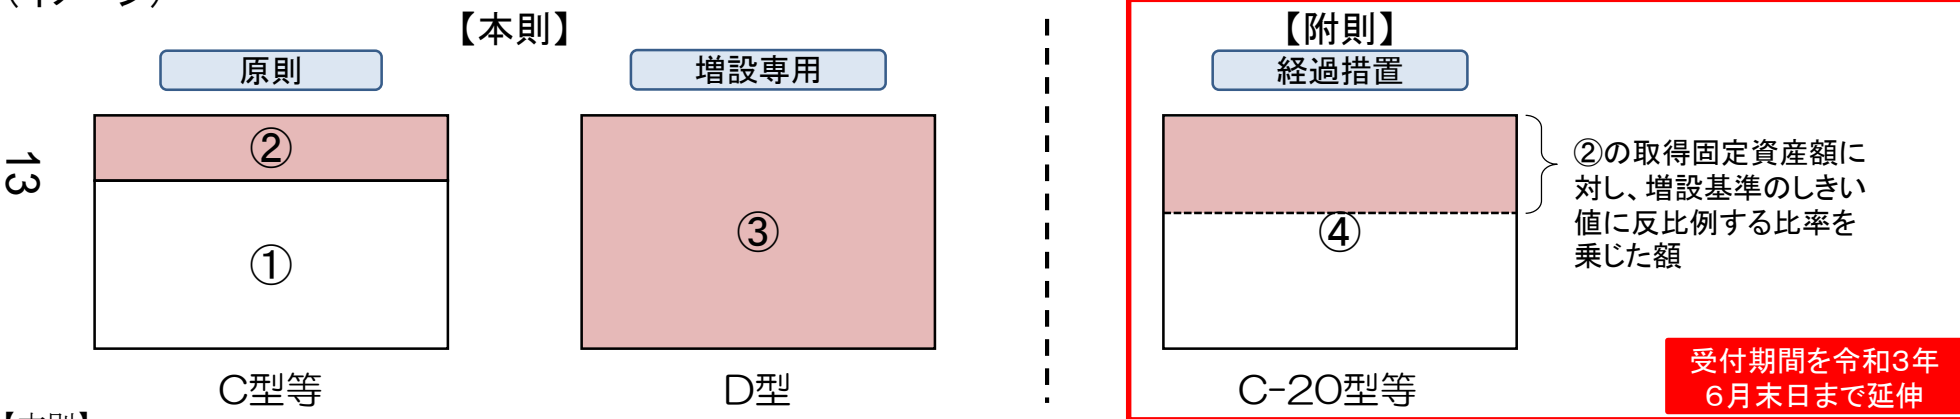 【本則】
【附則】
原則
増設専用
経過措置
②
①
③
④
②の取得固定資産額に
対し、増設基準のしきい
値に反比例する比率を
乗じた額
13
C型等
D型
C-20型等
受付期間を令和3年
6月末日まで延伸